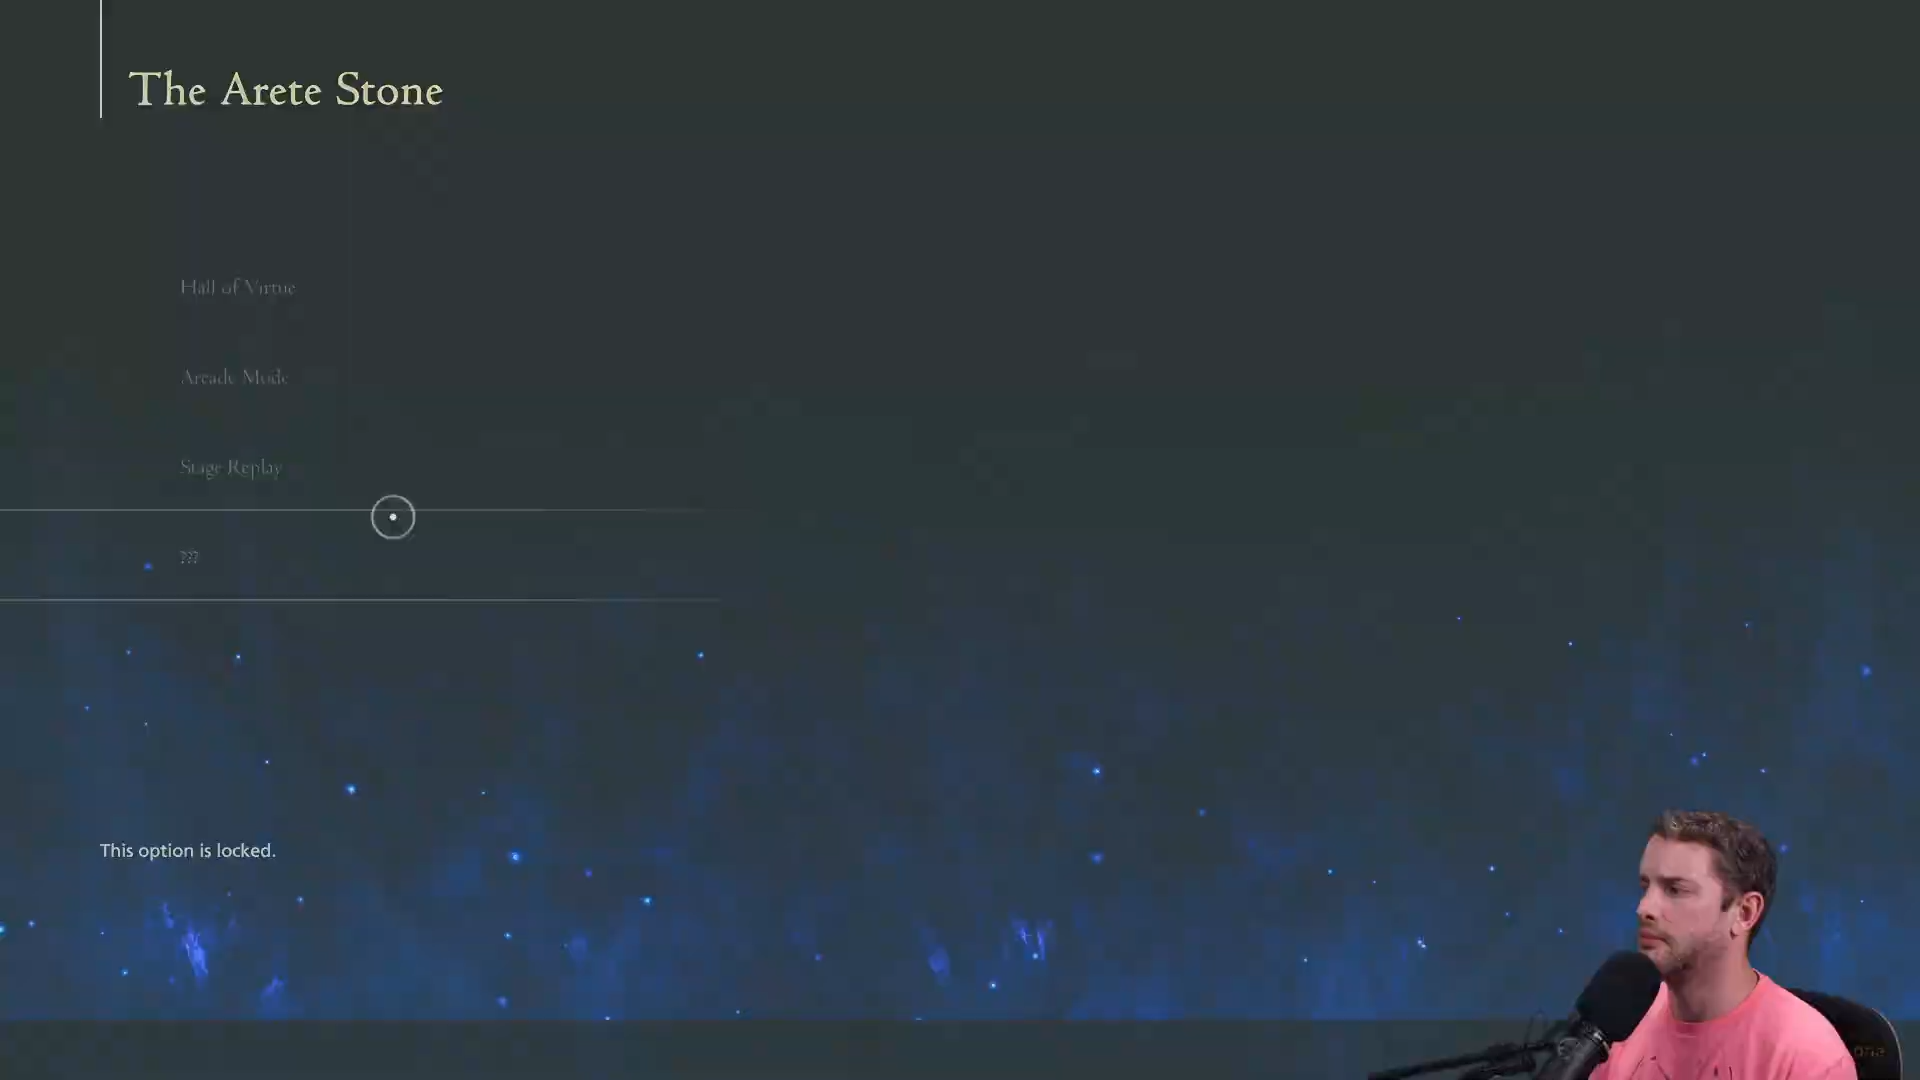 The Arete Stone
Hall of Virtue
Arcade Mode
Stage Replay
???
This option is locked.